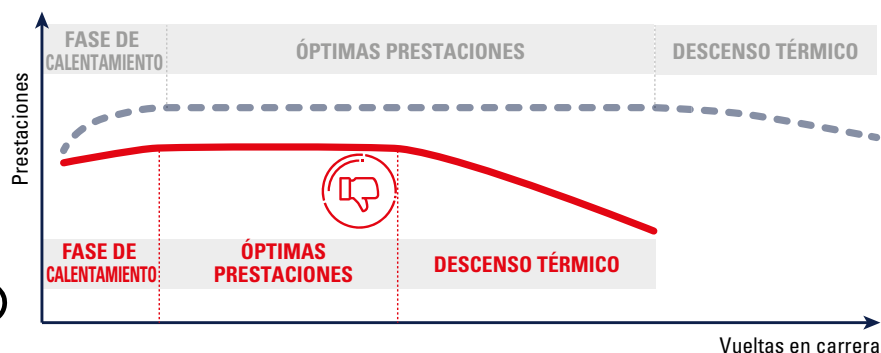 FASE DE
CALENTAMIENTO
ÓPTIMAS PRESTACIONES
DESCENSO TÉRMICO
Prestaciones
FASE DE
CALENTAMIENTO
ÓPTIMAS
PRESTACIONES
DESCENSO TÉRMICO
Vueltas en carrera